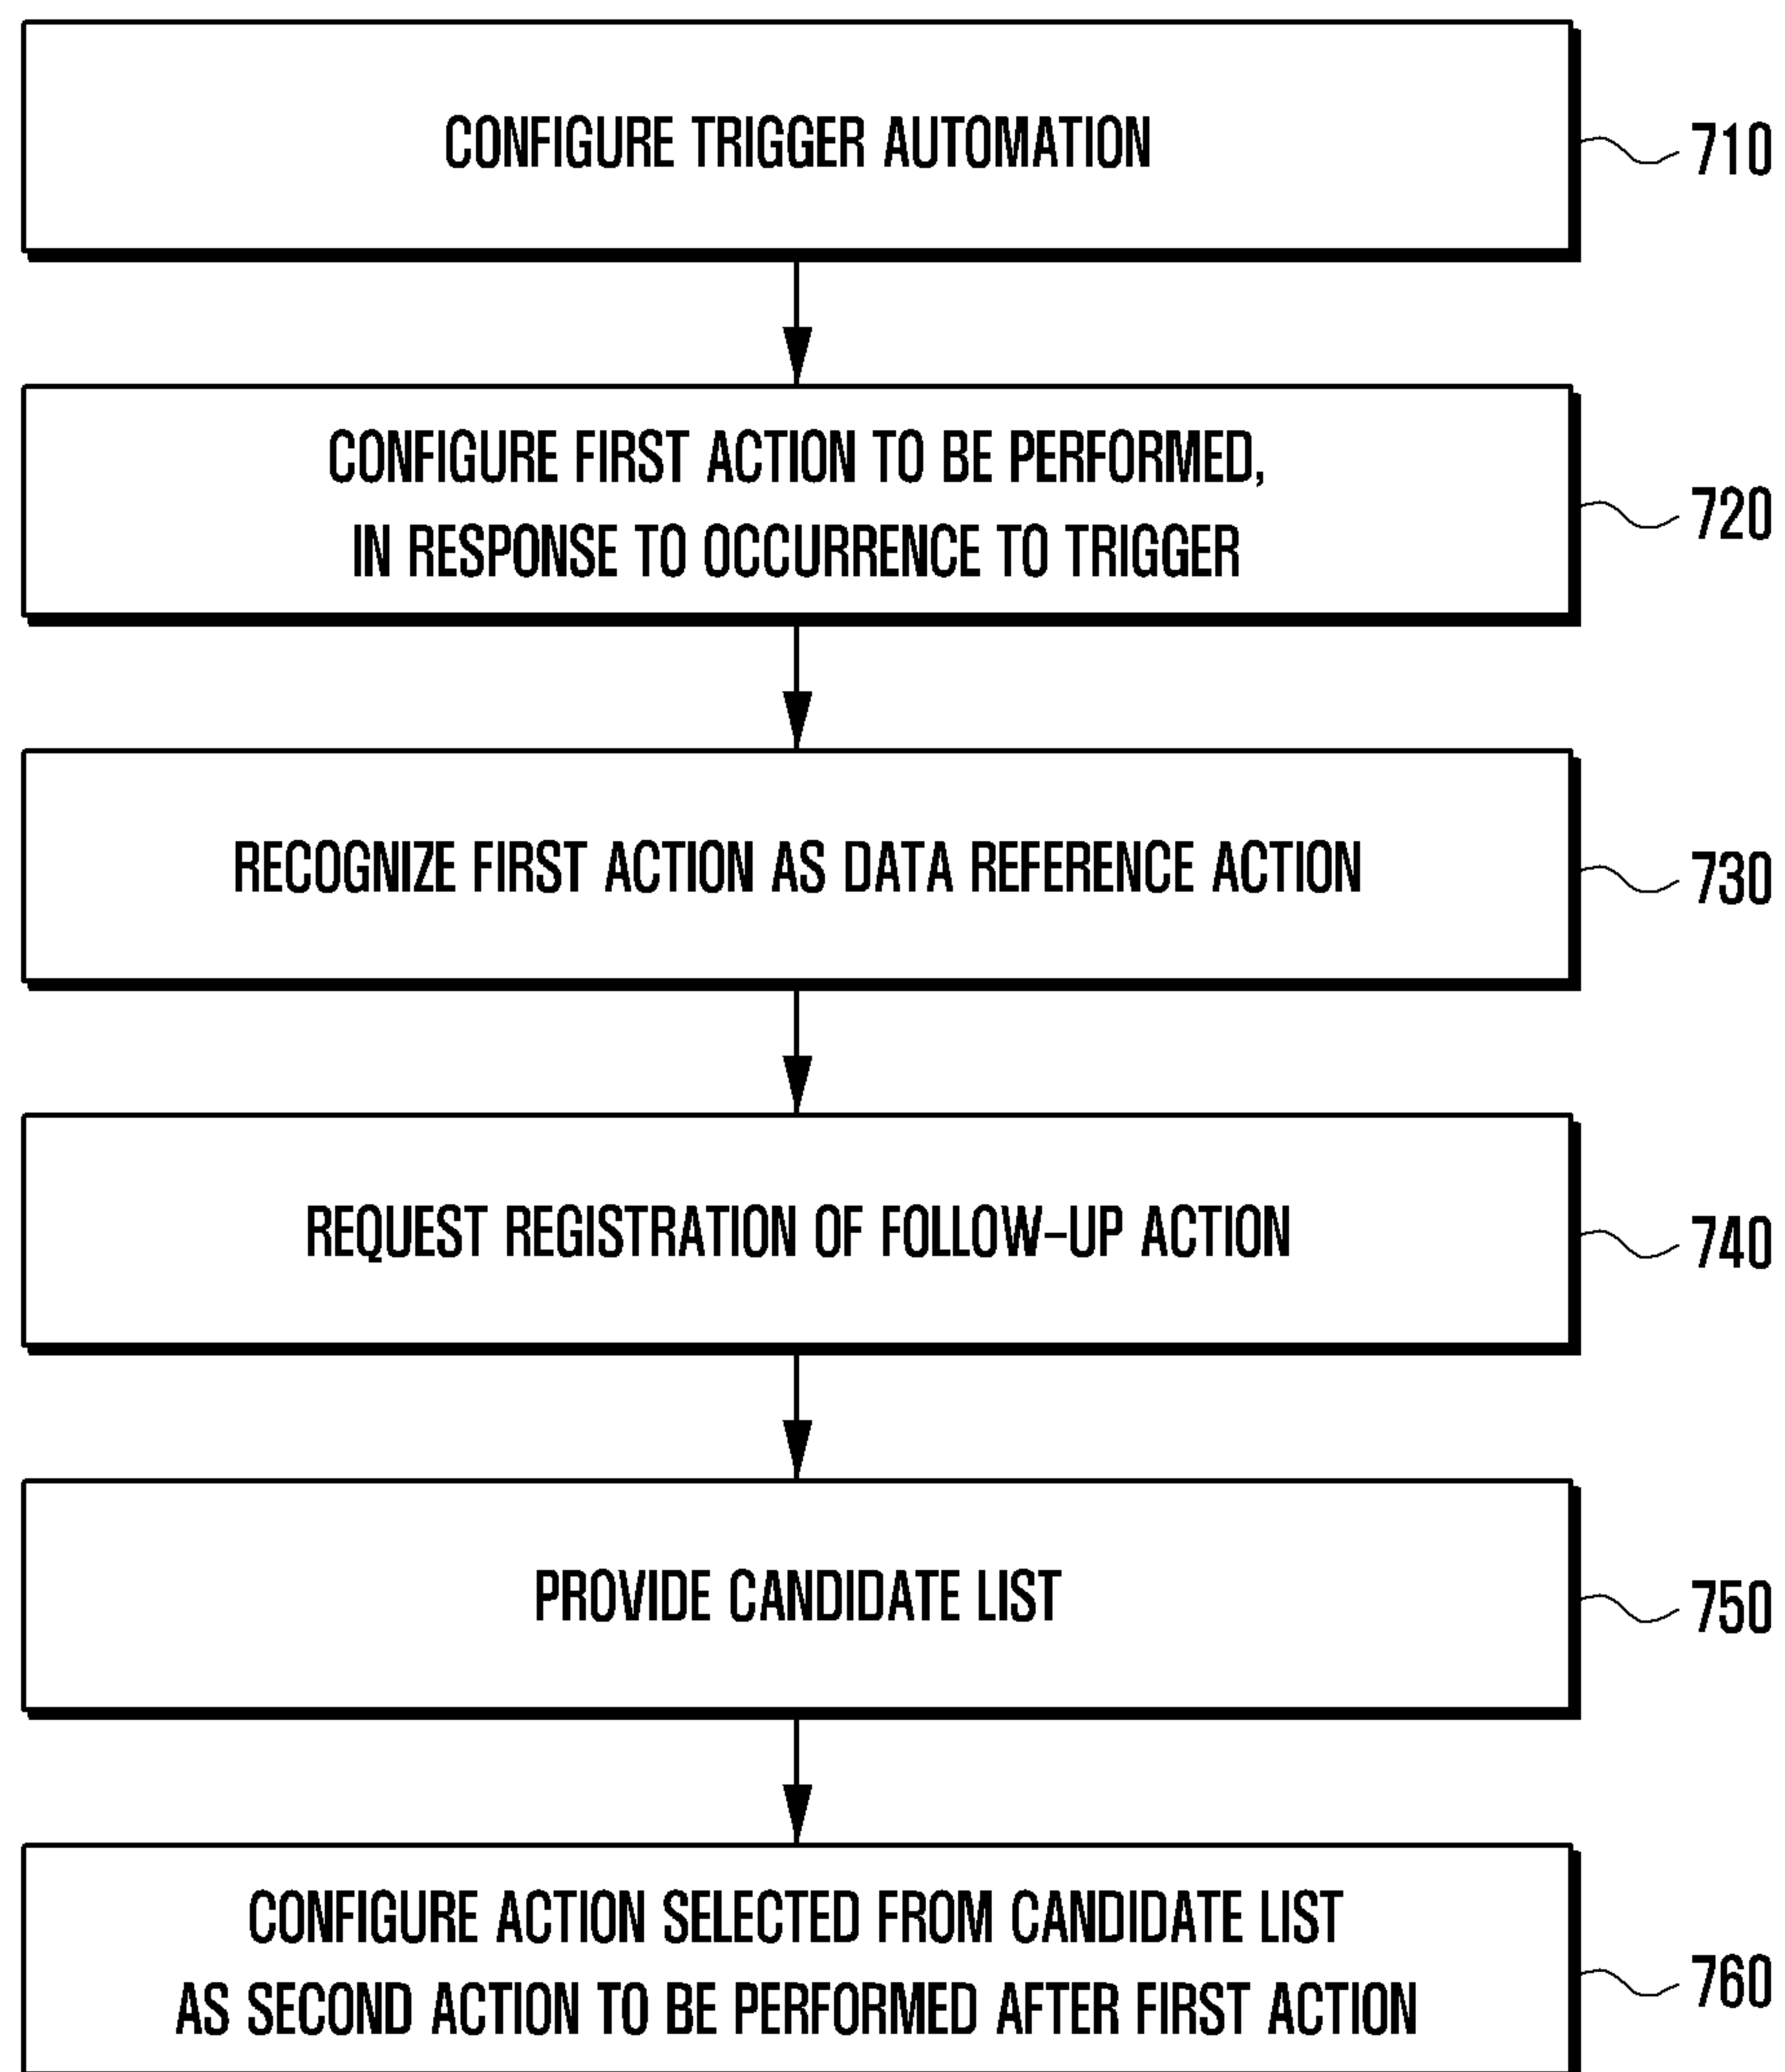 CONFIGURE TRIGGER AUTOMATION
710
CONFIGURE FIRST ACTION TO BE PERFORMED,
IN RESPONSE TO OCCURRENCE TO TRIGGER
720
RECOGNIZE FIRST ACTION AS DATA REFERENCE ACTION
730
REQUEST REGISTRATION OF FOLLOW-UP ACTION
740
PROVIDE CANDIDATE LIST
750
CONFIGURE ACTION SELECTED FROM CANDIDATE LIST
AS SECOND ACTION TO BE PERFORMED AFTER FIRST ACTION
760